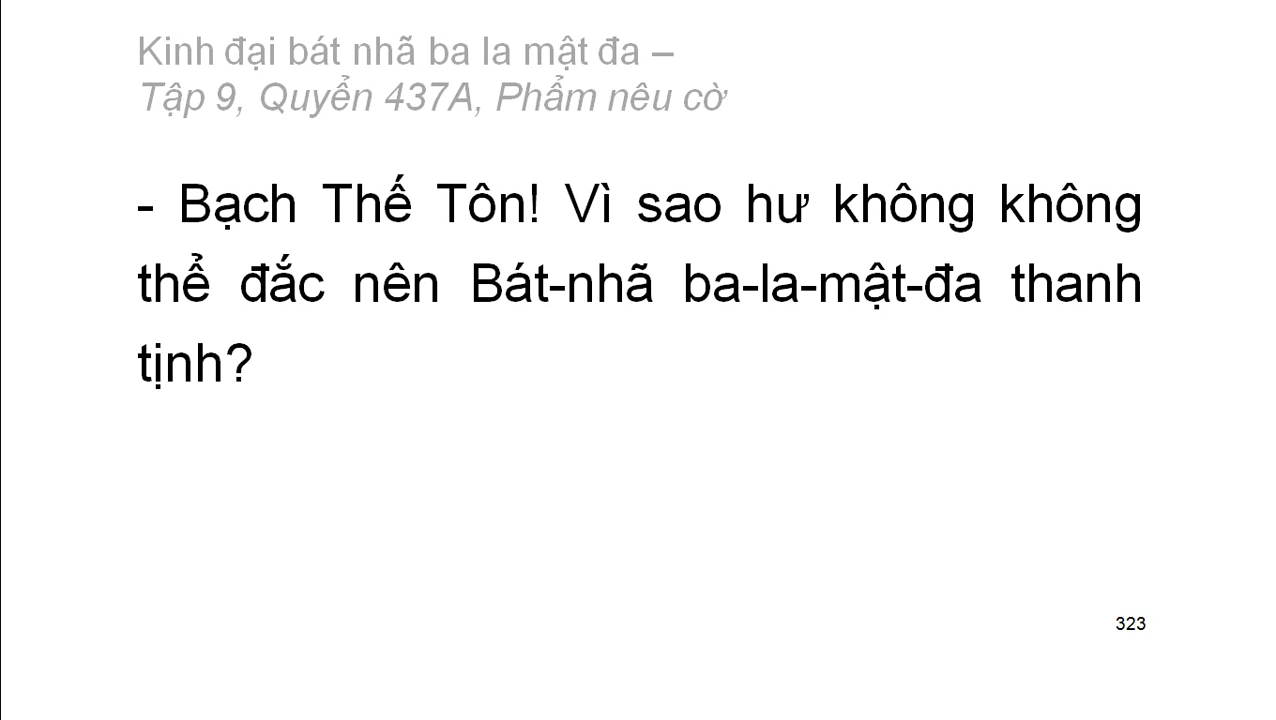 Kinh đại bát nhã ba la mật đa –
Tập 9, Quyển 437A, Phẩm nêu cờ
- Bạch Thế Tôn! Vì sao hư không không
thể đắc nên Bát-nhã ba-la-mật-đa thanh
tịnh?
323